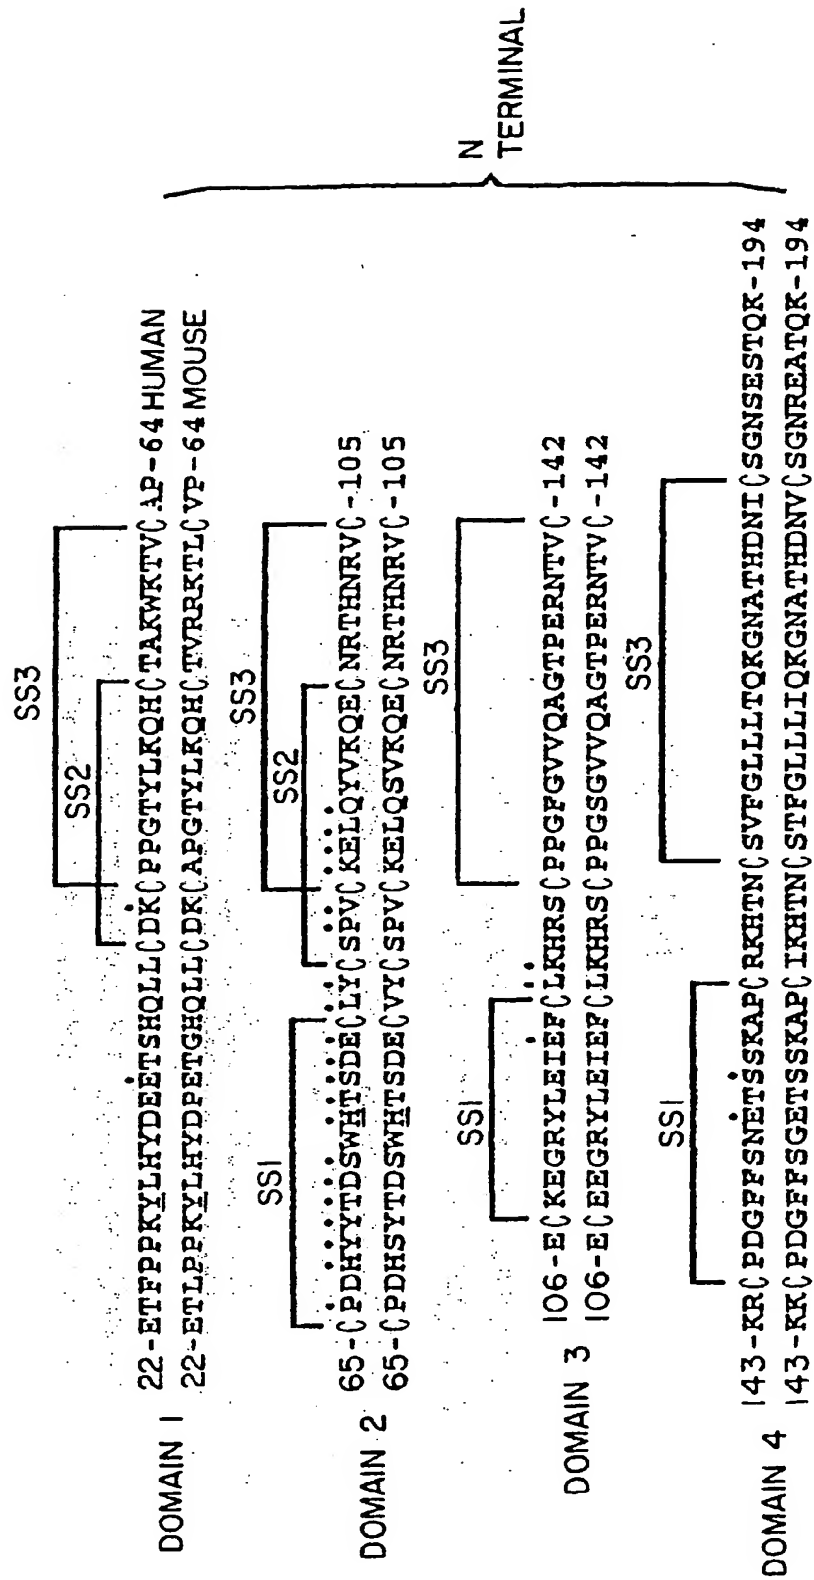 SS3
SS2
DOMAIN 1
22-ETFPPKYLHYDEETSHQLLCDKCPPGTYLKQHCTAKWKTVCAP-64 HUMAN
22-ETLPPKYLHYDPETGHQLLCDKCAPGTYLKQHCTVRRKTLCVP-64 MOUSE
SS3
SS1
SS2
DOMAIN 2
65-CPDHYYTDSWHTSDECLYCSPVCKELQYVKQECNRTHNRVC-105
65-CPDHSYTDSWHTSDECVYCSPVCKELQSVKQECNRTHNRVC-105
SS3
SS1
DOMAIN 3
106-ECKEGRYLEIEFCLKHRSCPPGFGVVQAGTPERNTVC-142
106-ECEEGRYLEIEFCLKHRSCPPGSGVVQAGTPERNTVC-142
SS3
SS1
DOMAIN 4
143-KRCPDGFFSNETSSKAPCRKHTNCSVFGLLLTQKGNATHDNICSGNSESTQK-194
143-KKCPDGFFSGETSSKAPCIKHTNCSTFGLLLIQKGNATHDNVCSGNREATQK-194
N
TERMINAL